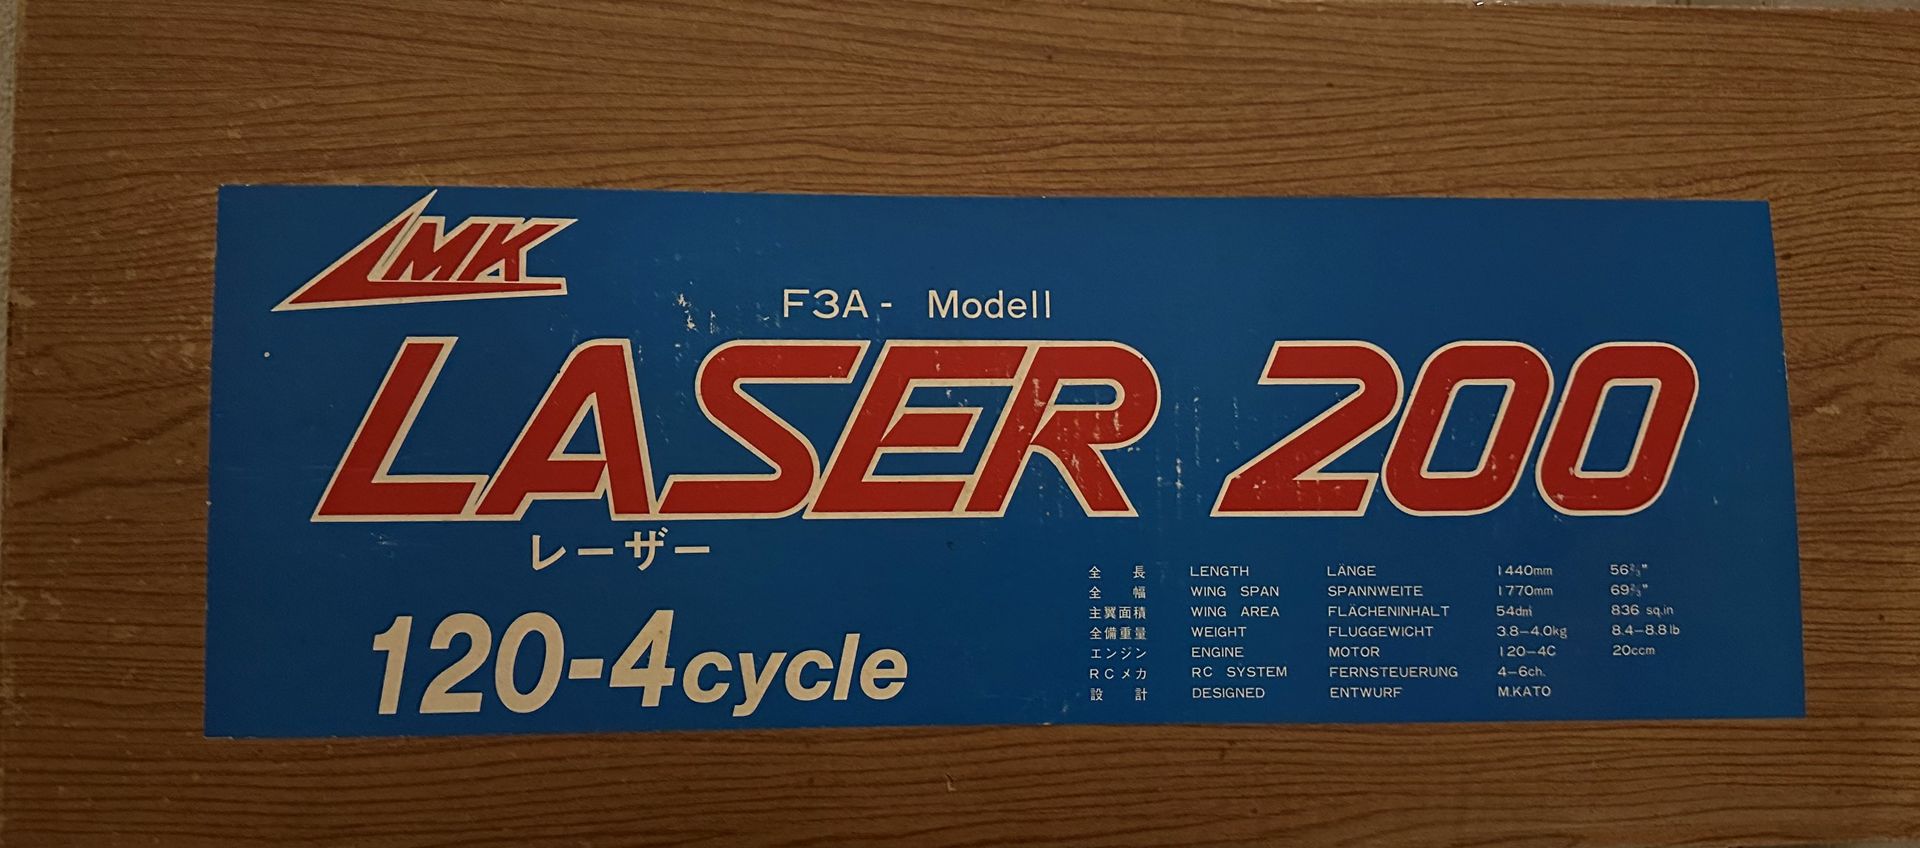 MK
F3A - Modell
LASER 200
レーザー
120-4cycle
全長 LENGTH LÄNGE 1440mm 56⅔"
全幅 WING SPAN SPANNWEITE 1770mm 69⅔"
主翼面積 WING AREA FLÄCHENINHALT 54dm² 836 sq.in
全備重量 WEIGHT FLUGGEWICHT 3.8-4.0kg 8.4-8.8lb
エンジン ENGINE MOTOR 120-4C 20ccm
RCメカ RC SYSTEM FERNSTEUERUNG 4-6ch.
設計 DESIGNED ENTWURF M.KATO